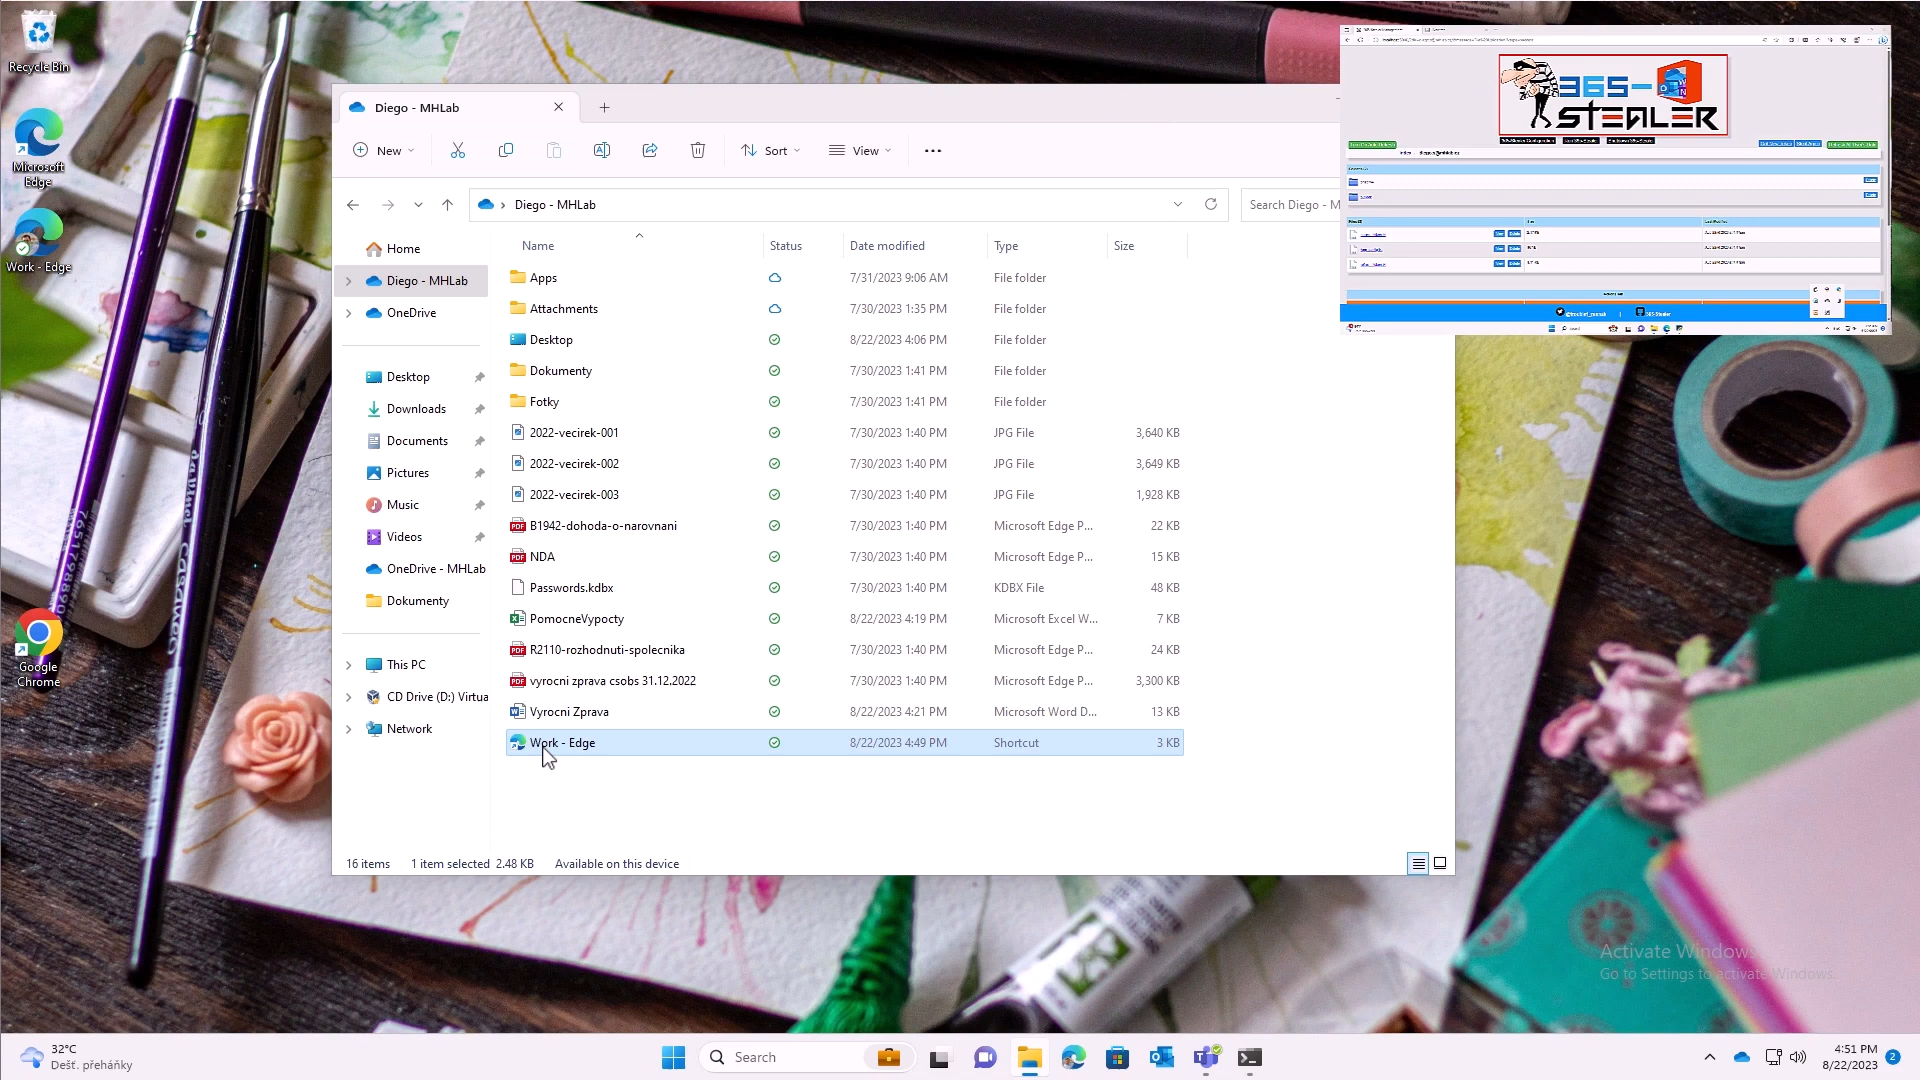 Recycle Bin
Microsoft
Edge
Work - Edge
Google
Chrome
Diego - MHLab
New
Sort
View
Diego - MHLab
Search Diego - M
Home
Diego - MHLab
OneDrive
Desktop
Downloads
Documents
Pictures
Music
Videos
OneDrive - MHLab
Dokumenty
This PC
CD Drive (D:) Virtua
Network
Name Status Date modified Type Size
Apps 7/31/2023 9:06 AM File folder
Attachments 7/30/2023 1:35 PM File folder
Desktop 8/22/2023 4:06 PM File folder
Dokumenty 7/30/2023 1:41 PM File folder
Fotky 7/30/2023 1:41 PM File folder
2022-vecirek-001 7/30/2023 1:40 PM JPG File 3,640 KB
2022-vecirek-002 7/30/2023 1:40 PM JPG File 3,649 KB
2022-vecirek-003 7/30/2023 1:40 PM JPG File 1,928 KB
B1942-dohoda-o-narovnani 7/30/2023 1:40 PM Microsoft Edge P... 22 KB
NDA 7/30/2023 1:40 PM Microsoft Edge P... 15 KB
Passwords.kdbx 7/30/2023 1:40 PM KDBX File 48 KB
PomocneVypocty 8/22/2023 4:19 PM Microsoft Excel W... 7 KB
R2110-rozhodnuti-spolecnika 7/30/2023 1:40 PM Microsoft Edge P... 24 KB
vyrocni zprava csobs 31.12.2022 7/30/2023 1:40 PM Microsoft Edge P... 3,300 KB
Vyrocni Zprava 8/22/2023 4:21 PM Microsoft Word D... 13 KB
Work - Edge 8/22/2023 4:49 PM Shortcut 3 KB
16 items 1 item selected 2.48 KB Available on this device
365-
STEALER
Activate Windows
Go to Settings to activate Windows.
32°C
Dešť. přeháňky
Search
4:51 PM
8/22/2023
2